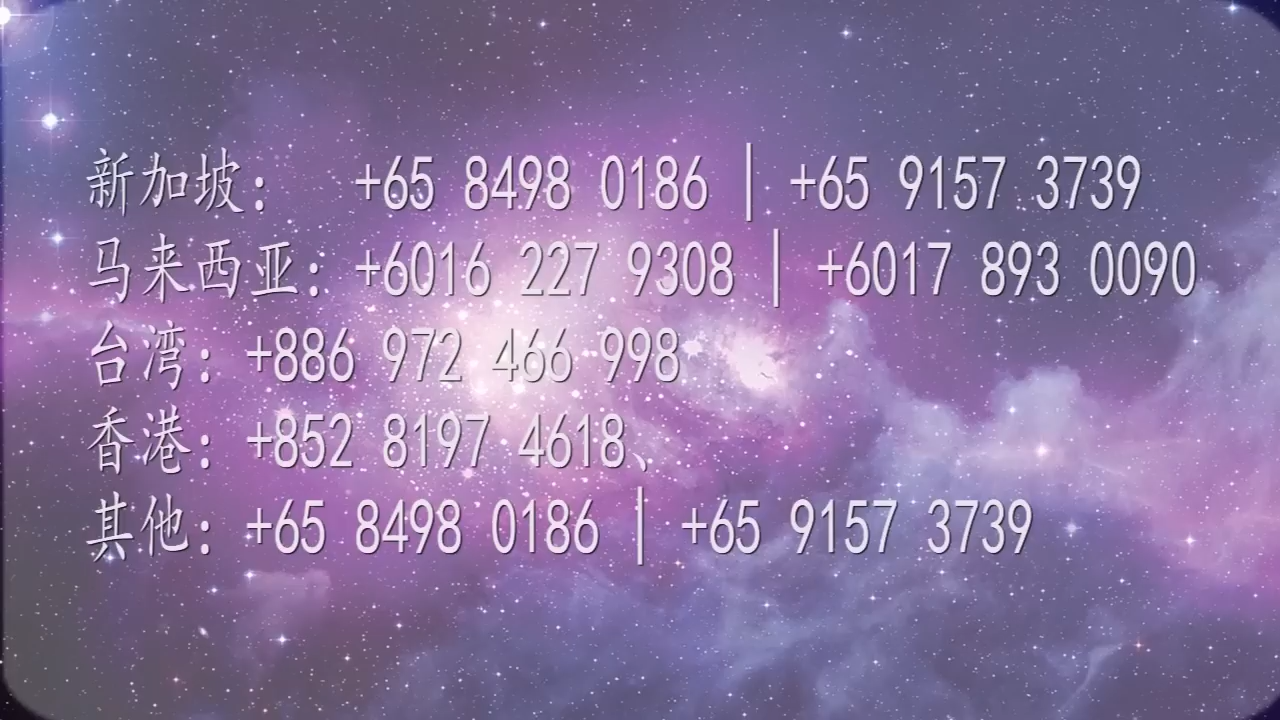 新加坡： +65 8498 0186 | +65 9157 3739
马来西亚：+6016 227 9308 | +6017 893 0090
台湾：+886 972 466 998
香港：+852 8197 4618、
其他：+65 8498 0186 | +65 9157 3739